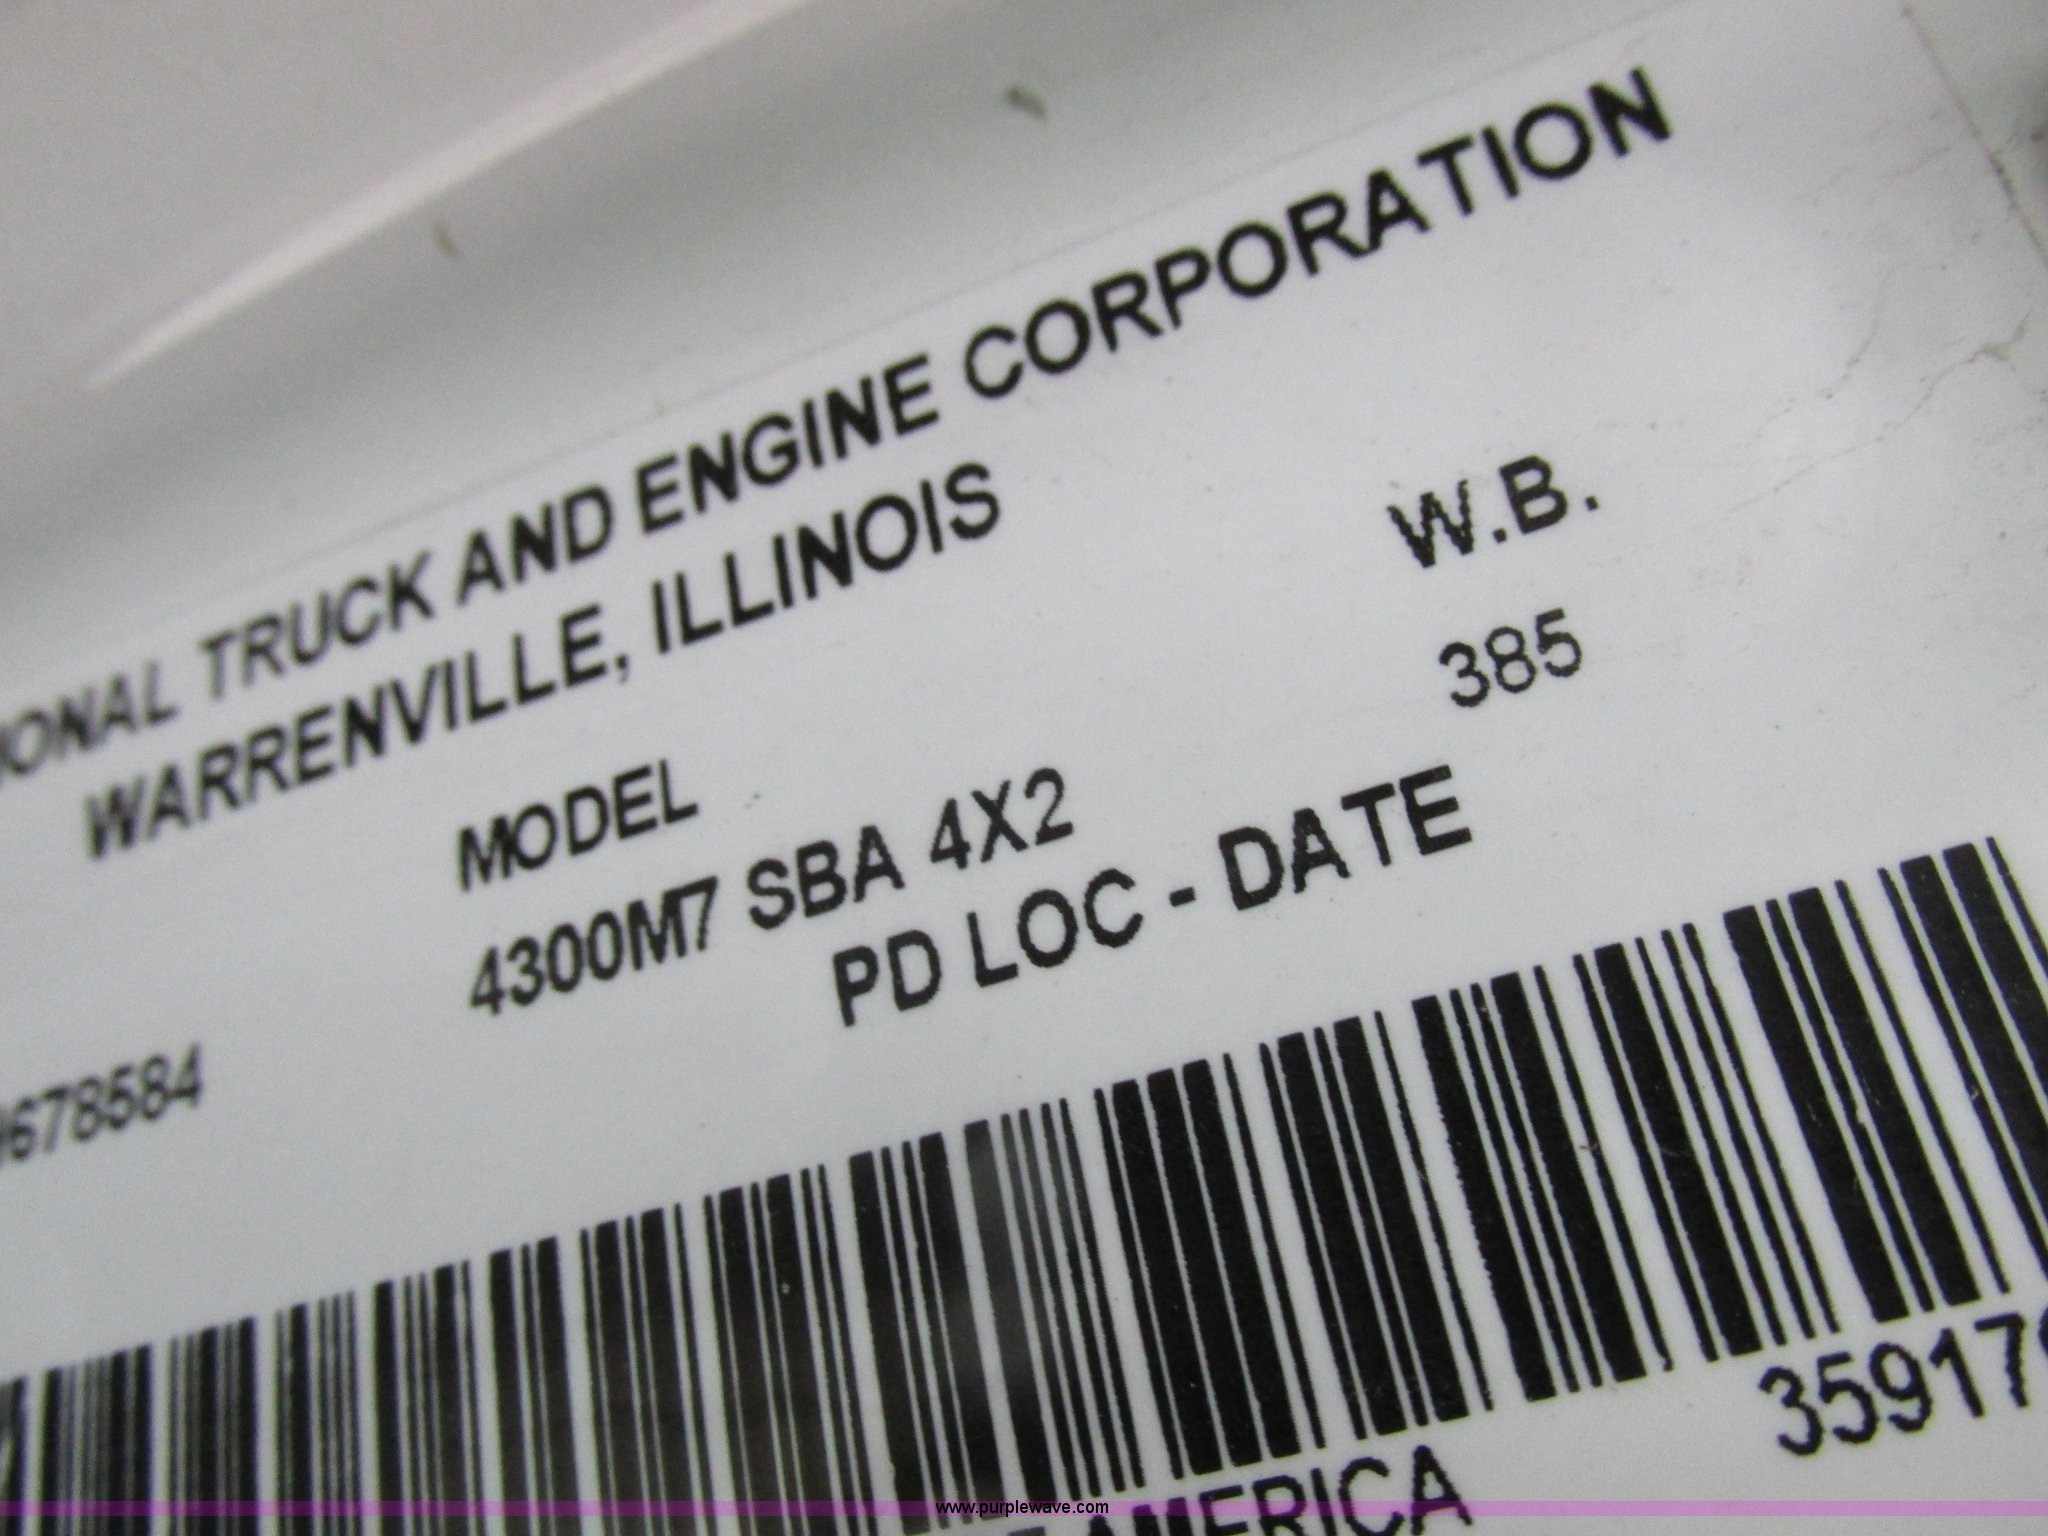 IONAL TRUCK AND ENGINE CORPORATION
WARRENVILLE, ILLINOIS
MODEL
W.B.
4300M7 SBA 4X2
385
PD LOC - DATE
678584
35917
AMERICA
www.purplewave.com